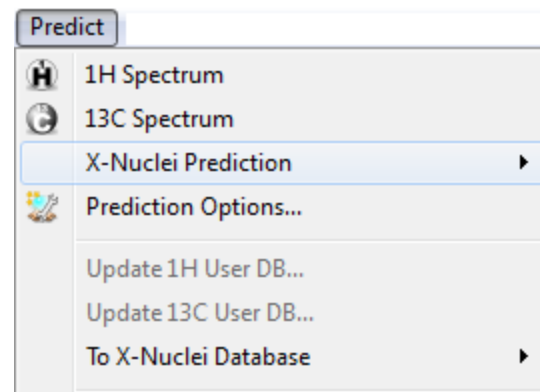 Predict
1H Spectrum
13C Spectrum
X-Nuclei Prediction
Prediction Options...
Update 1H User DB...
Update 13C User DB...
To X-Nuclei Database